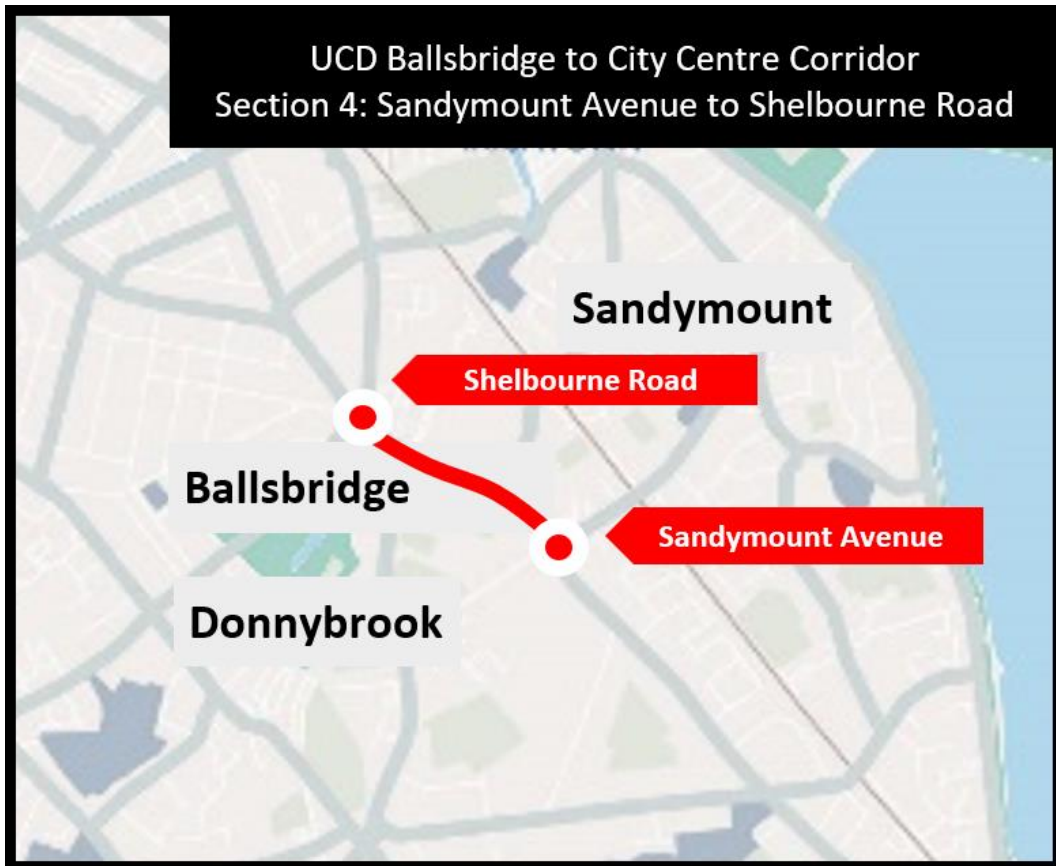 UCD Ballsbridge to City Centre Corridor
Section 4: Sandymount Avenue to Shelbourne Road
Sandymount
Shelbourne Road
Ballsbridge
Sandymount Avenue
Donnybrook